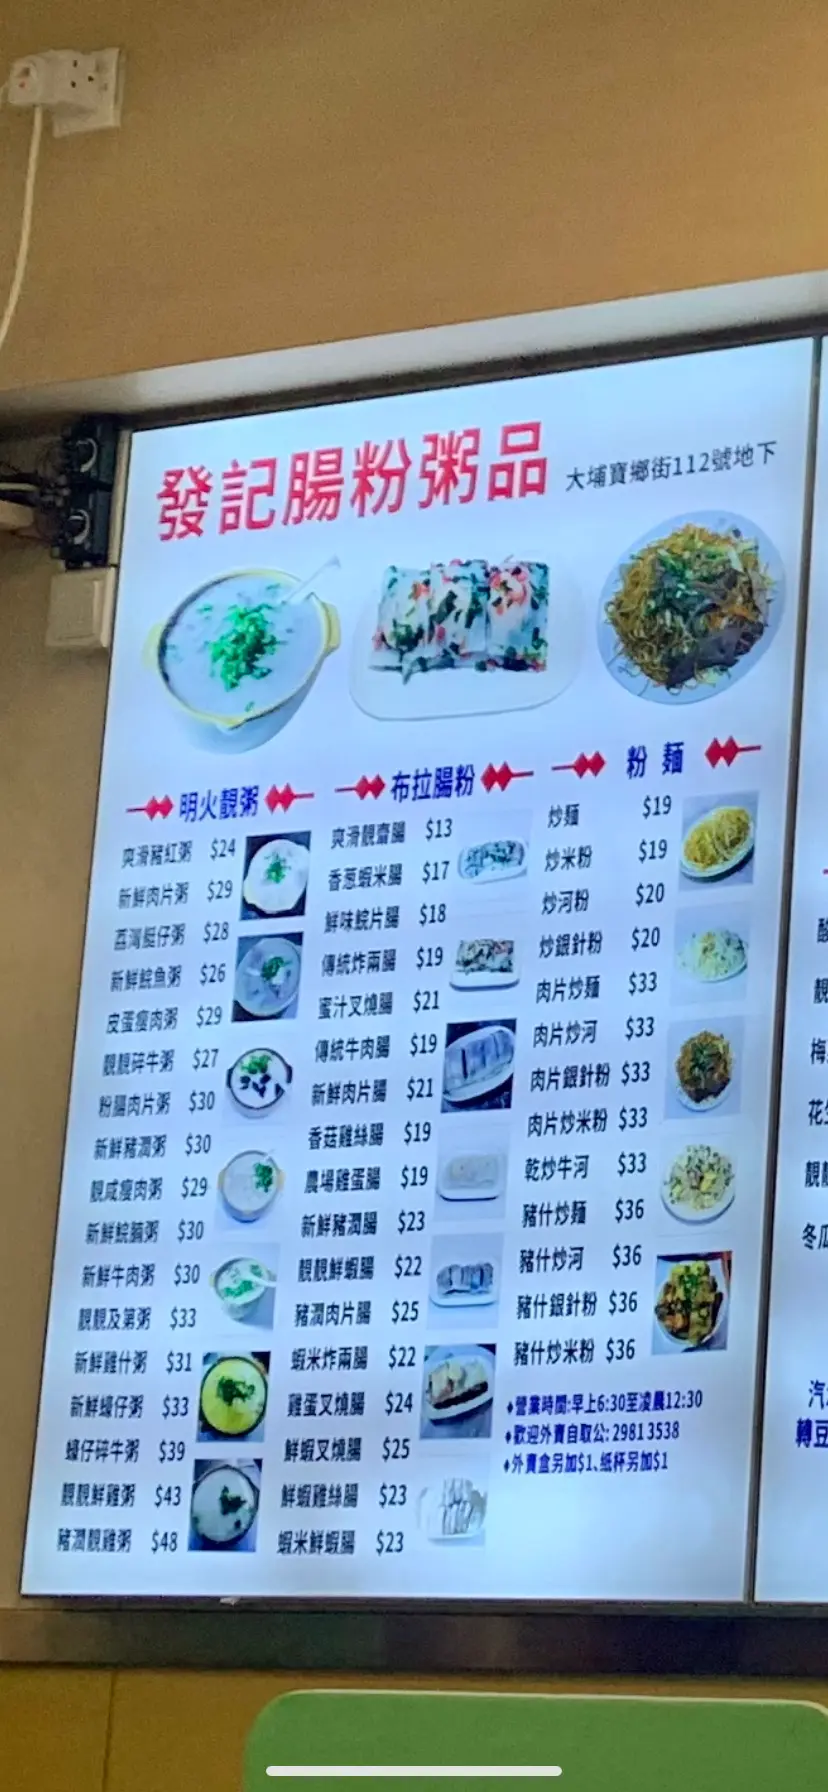 發記腸粉粥品
大埔寶鄉街112號地下
明火靚粥
爽滑豬紅粥 $24
新鮮肉片粥 $29
荔灣艇仔粥 $28
新鮮鯇魚粥 $26
皮蛋瘦肉粥 $29
靚靚碎牛粥 $27
粉腸肉片粥 $30
新鮮豬潤粥 $30
靚咸瘦肉粥 $29
新鮮鯇腩粥 $30
新鮮牛肉粥 $30
靚靚及第粥 $33
新鮮雞什粥 $31
新鮮蠔仔粥 $33
蠔仔碎牛粥 $39
靚靚鮮雞粥 $43
豬潤靚雞粥 $48
布拉腸粉
爽滑靚齋腸 $13
香葱蝦米腸 $17
鮮味鯇片腸 $18
傳統炸兩腸 $19
蜜汁叉燒腸 $21
傳統牛肉腸 $19
新鮮肉片腸 $21
香菇雞絲腸 $19
農場雞蛋腸 $19
新鮮豬潤腸 $23
靚靚鮮蝦腸 $22
豬潤肉片腸 $25
蝦米炸兩腸 $22
雞蛋叉燒腸 $24
鮮蝦叉燒腸 $25
鮮蝦雞絲腸 $23
蝦米鮮蝦腸 $23
粉麵
炒麵 $19
炒米粉 $19
炒河粉 $20
炒銀針粉 $20
肉片炒麵 $33
肉片炒河 $33
肉片銀針粉 $33
肉片炒米粉 $33
乾炒牛河 $33
豬什炒麵 $36
豬什炒河 $36
豬什銀針粉 $36
豬什炒米粉 $36
♦營業時間:早上6:30至凌晨12:30
♦歡迎外賣自取公: 2981 3538
♦外賣盒另加$1、紙杯另加$1
靚
梅
花生
靚靚
冬瓜
汽
轉豆